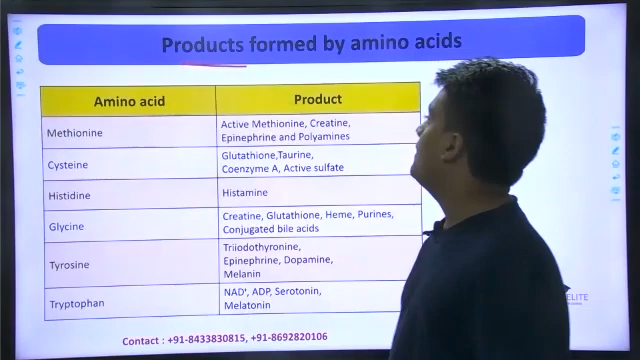 Products formed by amino acids
Amino acid Product
Methionine Active Methionine, Creatine,
Epinephrine and Polyamines
Cysteine Glutathione,Taurine,
Coenzyme A, Active sulfate
Histidine Histamine
Glycine Creatine, Glutathione, Heme, Purines,
Conjugated bile acids
Tyrosine Triiodothyronine,
Epinephrine, Dopamine,
Melanin
Tryptophan NAD⁺, ADP, Serotonin,
Melatonin
ELITE
Contact : +91-8433830815, +91-8692820106